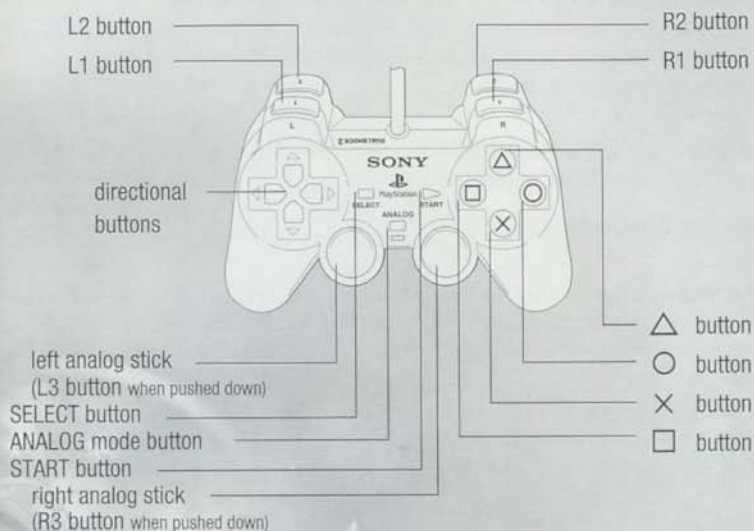 L2 button
L1 button
R2 button
R1 button
L
R
SONY
PlayStation
SELECT
START
ANALOG
directional
buttons
△ button
○ button
× button
□ button
left analog stick
(L3 button when pushed down)
SELECT button
ANALOG mode button
START button
right analog stick
(R3 button when pushed down)